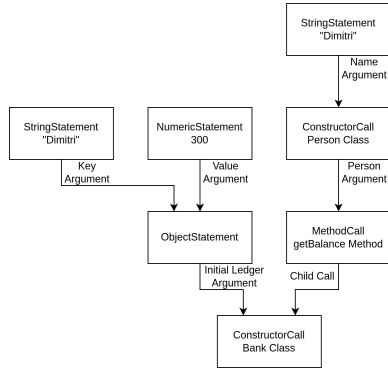 StringStatement
"Dimitri"
Name
Argument
StringStatement
"Dimitri"
NumericStatement
300
ConstructorCall
Person Class
Key
Argument
Value
Argument
Person
Argument
ObjectStatement
MethodCall
getBalance Method
Initial Ledger
Argument
Child Call
ConstructorCall
Bank Class